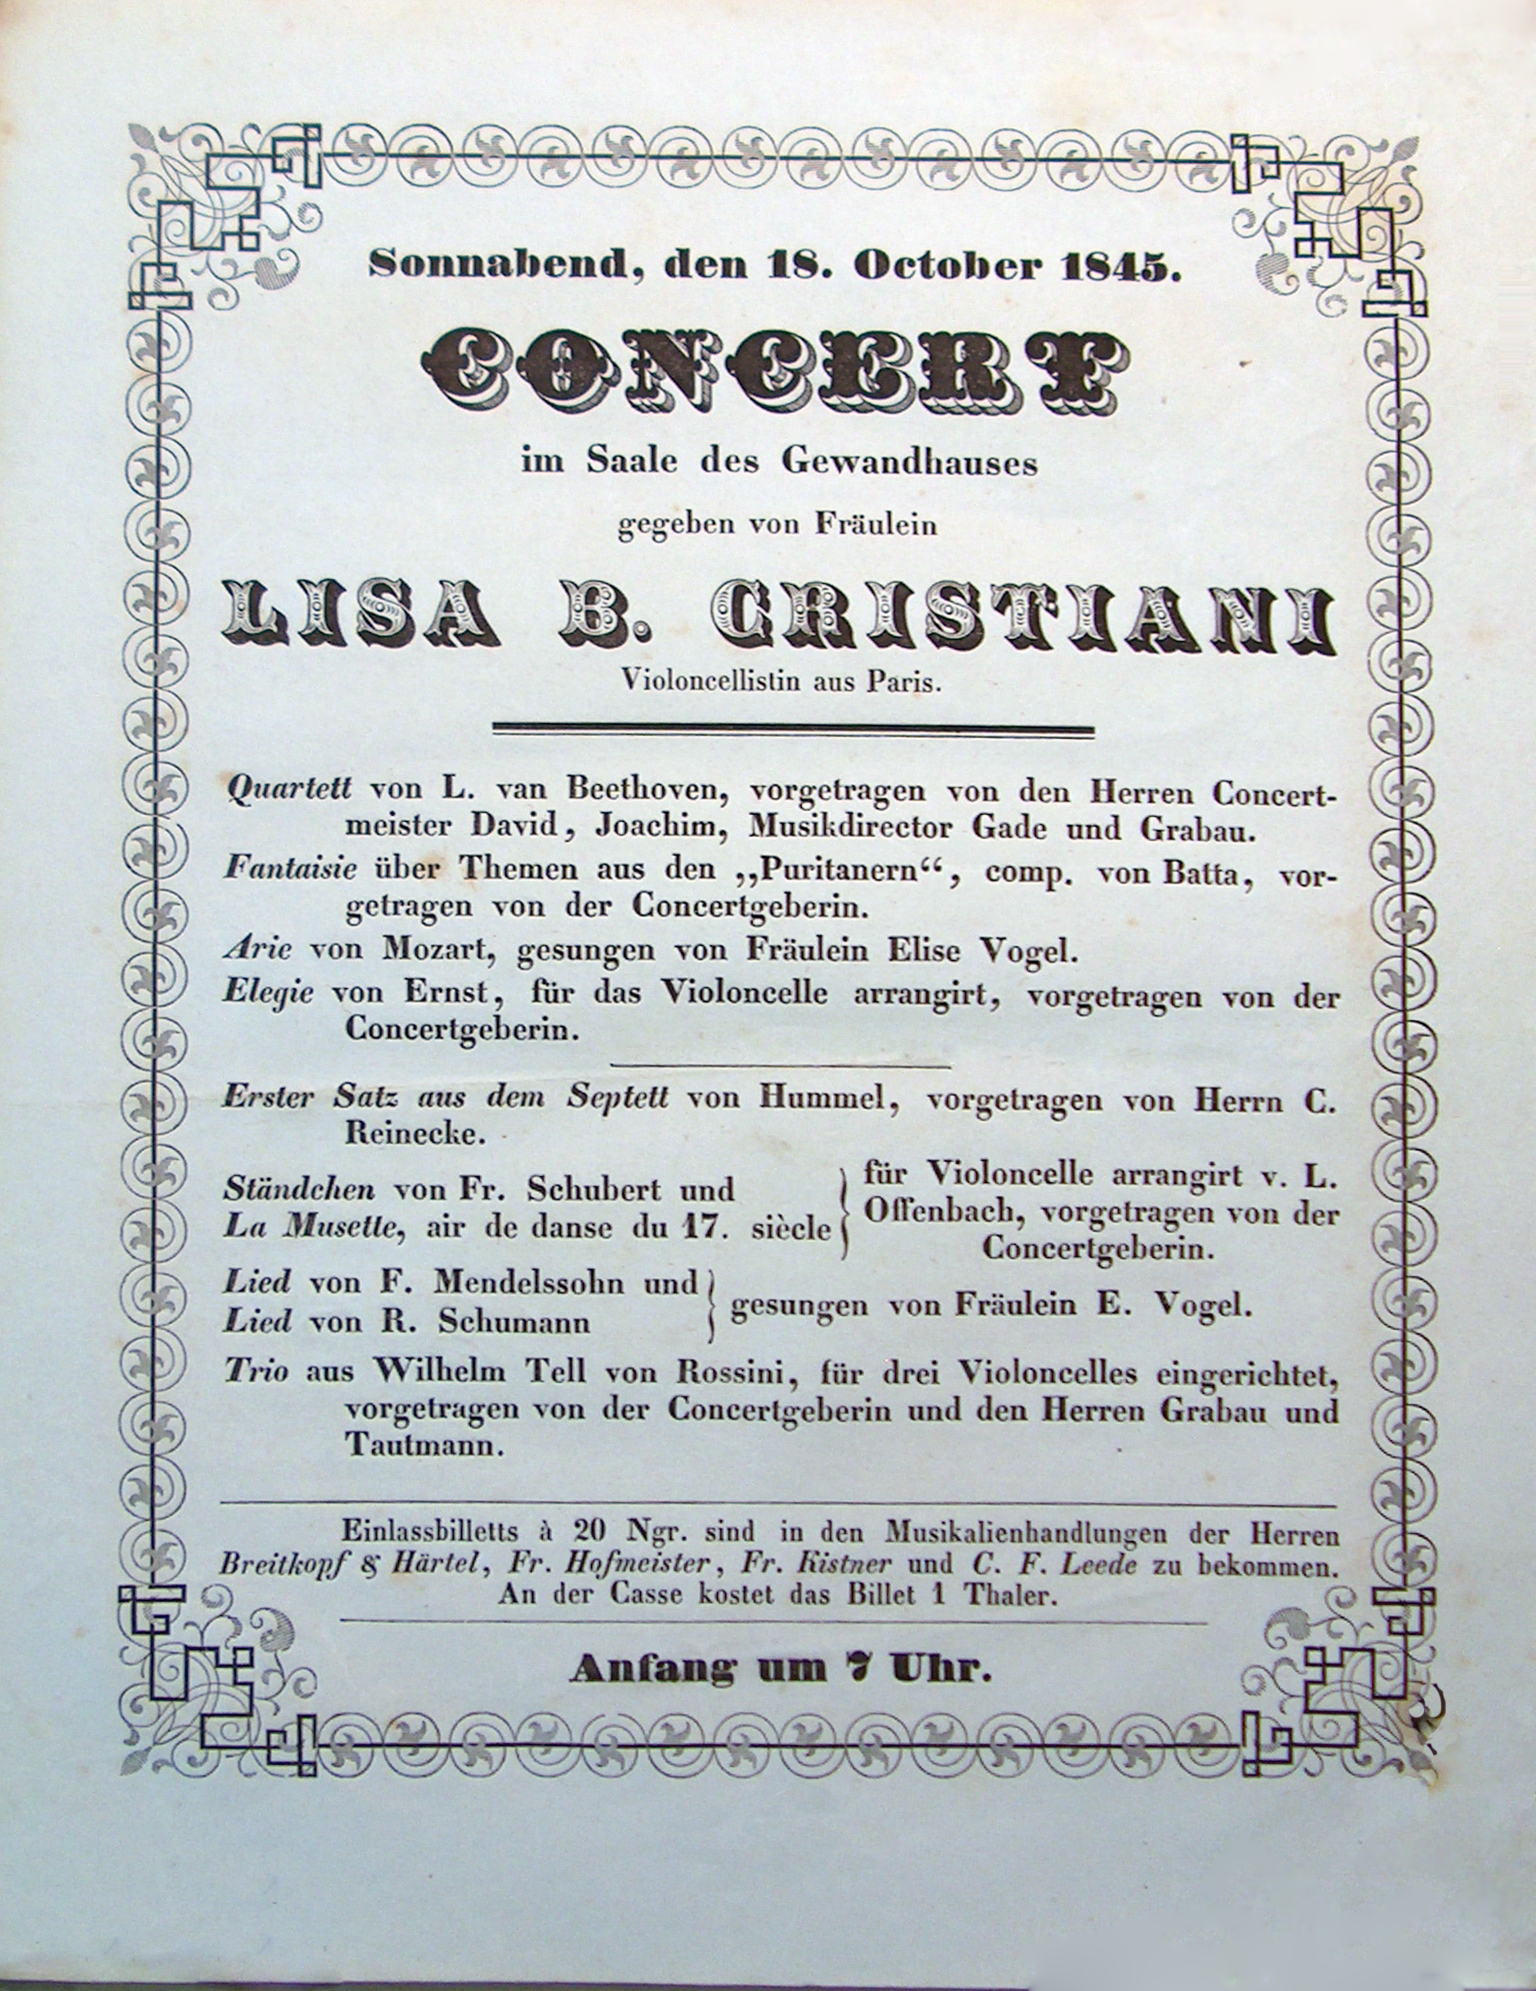 Sonnabend, den 18. October 1845.
CONCERT
im Saale des Gewandhauses
gegeben von Fräulein
LISA B. CRISTIANI
Violoncellistin aus Paris.
Quartett von L. van Beethoven, vorgetragen von den Herren Concert-
meister David, Joachim, Musikdirector Gade und Grabau.
Fantaisie über Themen aus den „Puritanern“, comp. von Batta, vor-
getragen von der Concertgeberin.
Arie von Mozart, gesungen von Fräulein Elise Vogel.
Elegie von Ernst, für das Violoncelle arrangirt, vorgetragen von der
Concertgeberin.
Erster Satz aus dem Septett von Hummel, vorgetragen von Herrn C.
Reinecke.
Ständchen von Fr. Schubert und
La Musette, air de danse du 17. siècle
für Violoncelle arrangirt v. L.
Offenbach, vorgetragen von der
Concertgeberin.
Lied von F. Mendelssohn und
Lied von R. Schumann
gesungen von Fräulein E. Vogel.
Trio aus Wilhelm Tell von Rossini, für drei Violoncelles eingerichtet,
vorgetragen von der Concertgeberin und den Herren Grabau und
Tautmann.
Einlassbilletts à 20 Ngr. sind in den Musikalienhandlungen der Herren
Breitkopf & Härtel, Fr. Hofmeister, Fr. Kistner und C. F. Leede zu bekommen.
An der Casse kostet das Billet 1 Thaler.
Anfang um 7 Uhr.